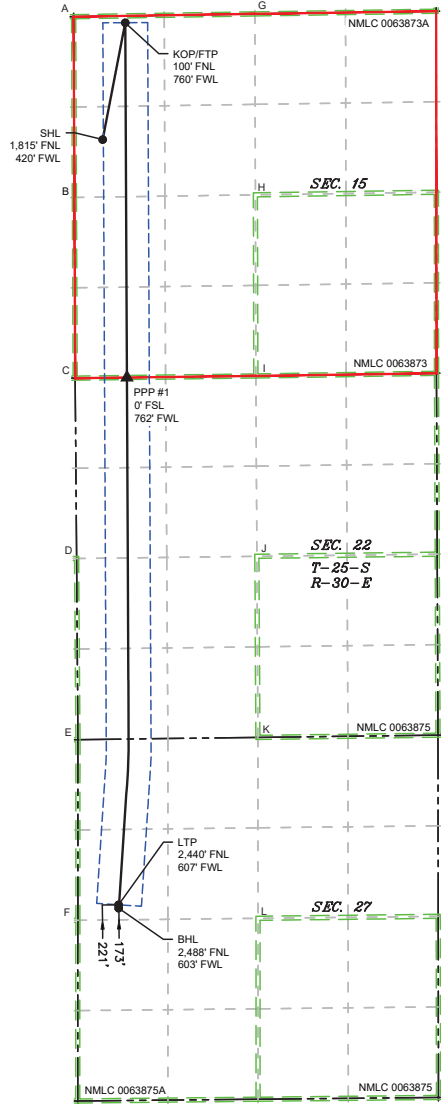 A
G
NMLC 0063873A
KOP/FTP
100' FNL
760' FWL
SHL
1,815' FNL
420' FWL
B
H
SEC. 15
C
I
NMLC 0063873
PPP #1
0' FSL
762' FWL
D
J
SEC. 22
T-25-S
R-30-E
E
K
NMLC 0063875
LTP
2,440' FNL
607' FWL
F
L
SEC. 27
BHL
2,488' FNL
603' FWL
221'
173'
NMLC 0063875A
NMLC 0063875